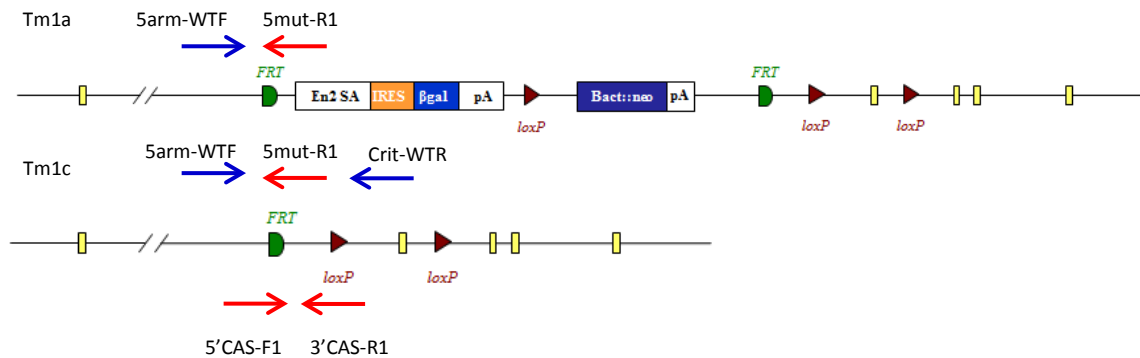 Tm1a 5arm-WTF 5mut-R1
FRT FRT
En2 SA IRES βgal pA Bact::neo pA
loxP loxP loxP
Tm1c 5arm-WTF 5mut-R1 Crit-WTR
FRT
loxP loxP
5’CAS-F1 3’CAS-R1